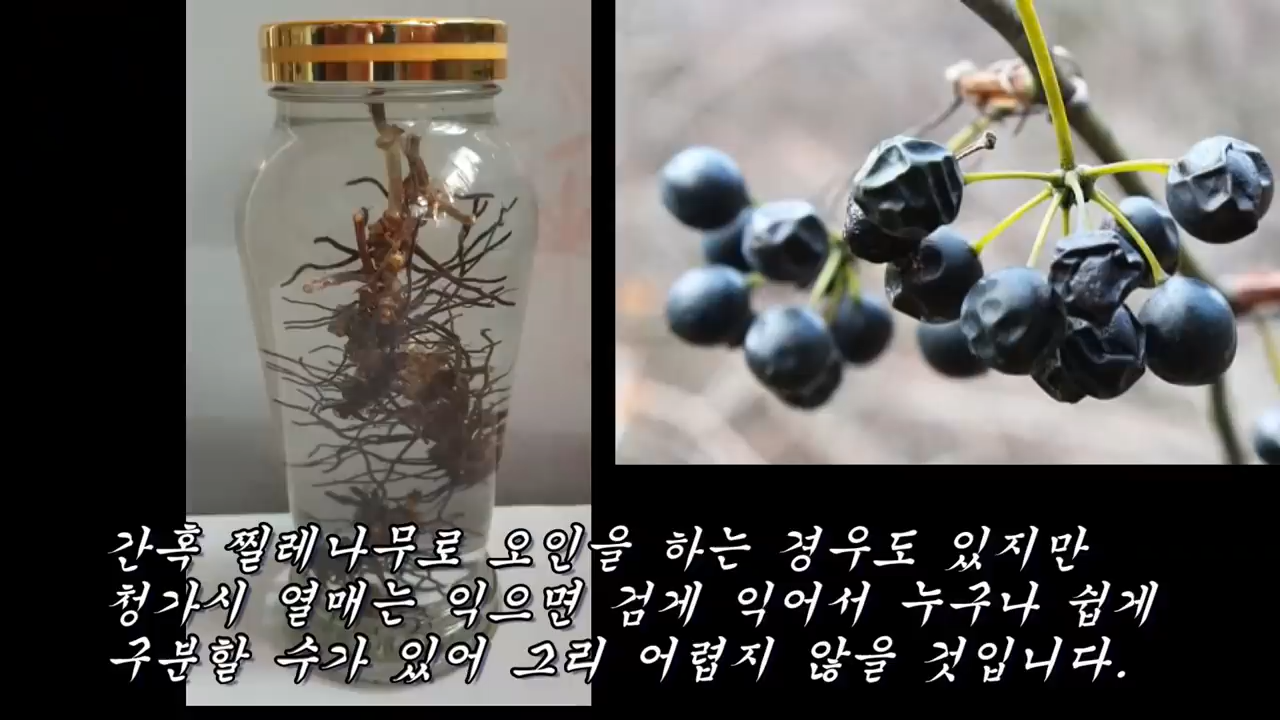 간혹 찔레나무로 오인을 하는 경우도 있지만
청가시 열매는 익으면 검게 익어서 누구나 쉽게
구분할 수가 있어 그리 어렵지 않을 것입니다.